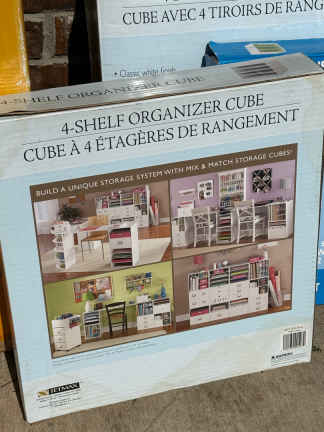 CUBE AVEC 4 TIROIRS DE RANG
• Classic white finish
4-SHELF ORGANIZER CUBE
4-SHELF ORGANIZER CUBE
CUBE À 4 ÉTAGÈRES DE RANGEMENT
BUILD A UNIQUE STORAGE SYSTEM WITH MIX & MATCH STORAGE CUBES!
JETMAX